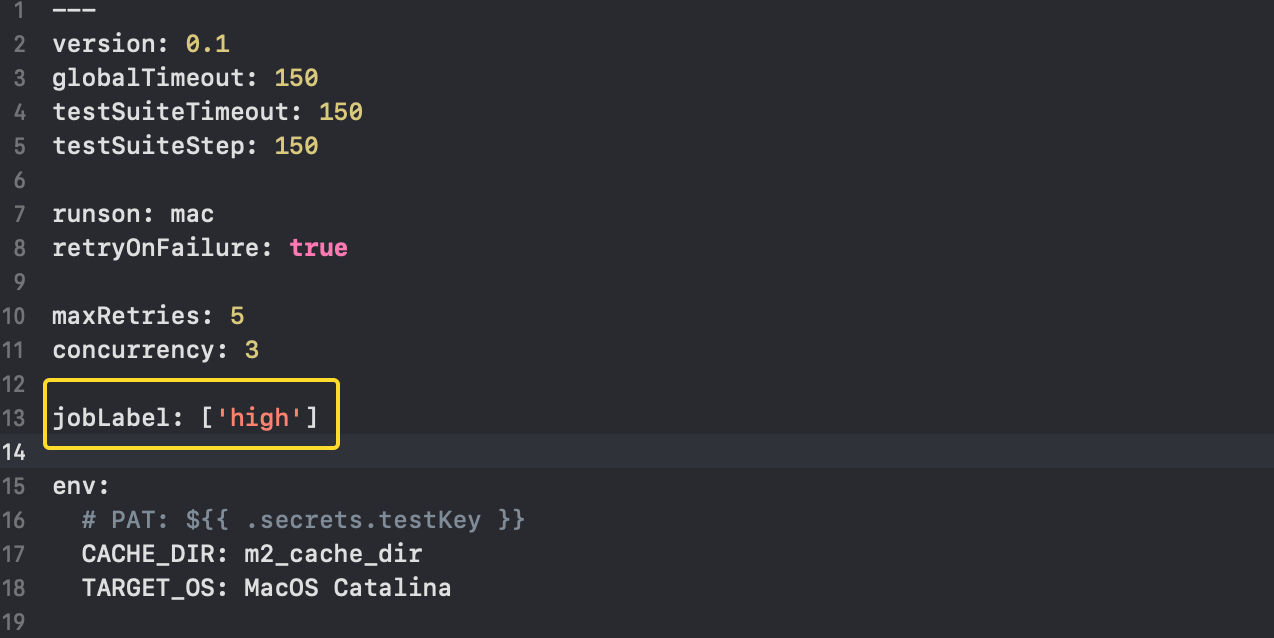 1 ---
2 version: 0.1
3 globalTimeout: 150
4 testSuiteTimeout: 150
5 testSuiteStep: 150
6
7 runson: mac
8 retryOnFailure: true
9
10 maxRetries: 5
11 concurrency: 3
12
13 jobLabel: ['high']
14
15 env:
16   # PAT: ${{ .secrets.testKey }}
17   CACHE_DIR: m2_cache_dir
18   TARGET_OS: MacOS Catalina
19